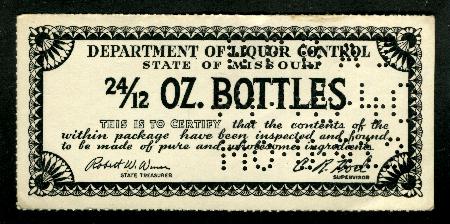 DEPARTMENT OF LIQUOR CONTROL
STATE OF MISSOURI
24/12 OZ. BOTTLES
THIS IS TO CERTIFY that the contents of the
within package have been inspected and found
to be made of pure and wholesome ingredients.
Robert W. Winn
STATE TREASURER
SUPERVISOR